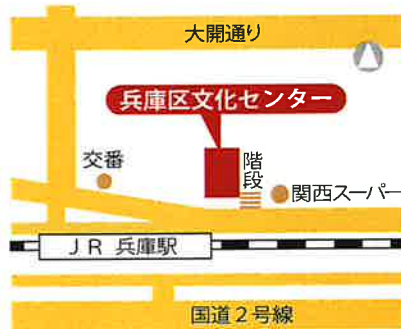 大開通り
兵庫区文化センター
交番
階段
関西スーパー
JR 兵庫駅
国道2号線